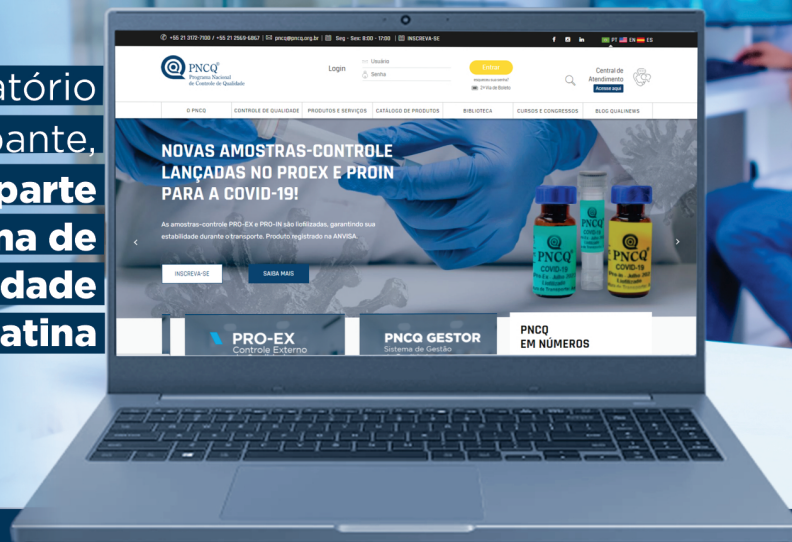 atório
pante,
parte
na de
dade
atina
+55 21 3172-7100 / +55 21 2569-6867 | pncq@pncq.org.br | Seg - Sex: 8:00 - 17:00 | INSCREVA-SE
PT EN ES
PNCQ®
Programa Nacional
de Controle de Qualidade
Login
Usuário
Senha
Entrar
esqueceu sua senha?
2ª Via de Boleto
Central de
Atendimento
Acesse aqui
O PNCQ CONTROLE DE QUALIDADE PRODUTOS E SERVIÇOS CATÁLOGO DE PRODUTOS BIBLIOTECA CURSOS E CONGRESSOS BLOG QUALINEWS
NOVAS AMOSTRAS-CONTROLE
LANÇADAS NO PROEX E PROIN
PARA A COVID-19!
As amostras-controle PRO-EX e PRO-IN são liofilizadas, garantindo sua
estabilidade durante o transporte. Produto registrado na ANVISA.
INSCREVA-SE SAIBA MAIS
PNCQ
PNCQ
COVID-19
PNCQ
COVID-19
PRO-EX
Controle Externo
PNCQ GESTOR
Sistema de Gestão
PNCQ
EM NÚMEROS